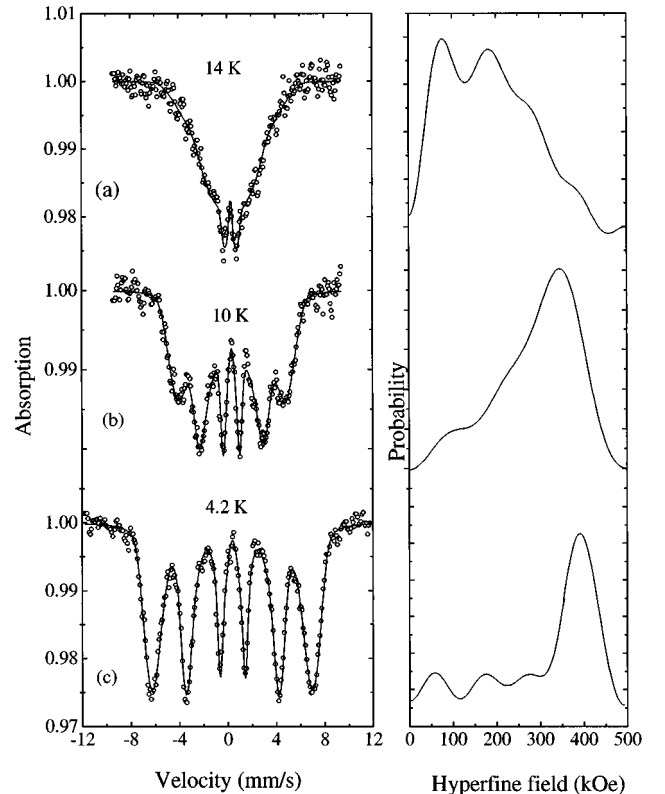 1.01
14 K
1.00
0.99
(a)
0.98
1.00
10 K
0.99
(b)
4.2 K
1.00
0.99
0.98
(c)
0.97
-12 -8 -4 0 4 8 12
Velocity (mm/s)
Absorption
Probability
0 100 200 300 400 500
Hyperfine field (kOe)